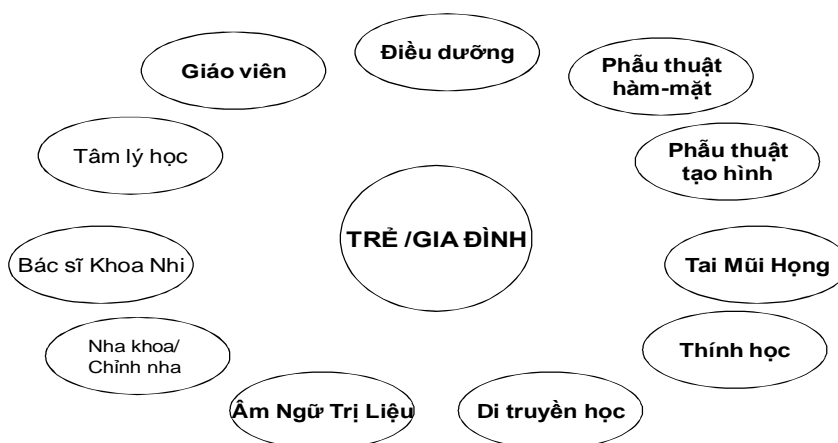 Điều dưỡng
Giáo viên
Phẫu thuật
hàm-mặt
Tâm lý học
Phẫu thuật
tạo hình
TRẺ /GIA ĐÌNH
Bác sĩ Khoa Nhi
Tai Mũi Họng
Nha khoa/
Chỉnh nha
Thính học
Âm Ngữ Trị Liệu
Di truyền học